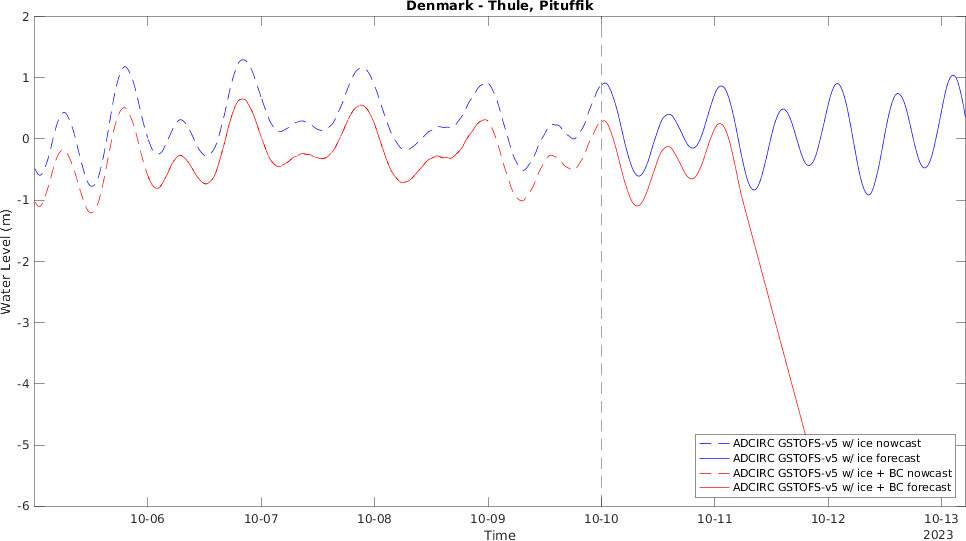 Denmark - Thule, Pituffik
2
1
0
-1
-2
-3
-4
-5
-6
Water Level (m)
10-06
10-07
10-08
10-09
10-10
10-11
10-12
10-13
Time
2023
ADCIRC GSTOFS-v5 w/ ice nowcast
ADCIRC GSTOFS-v5 w/ ice forecast
ADCIRC GSTOFS-v5 w/ ice + BC nowcast
ADCIRC GSTOFS-v5 w/ ice + BC forecast